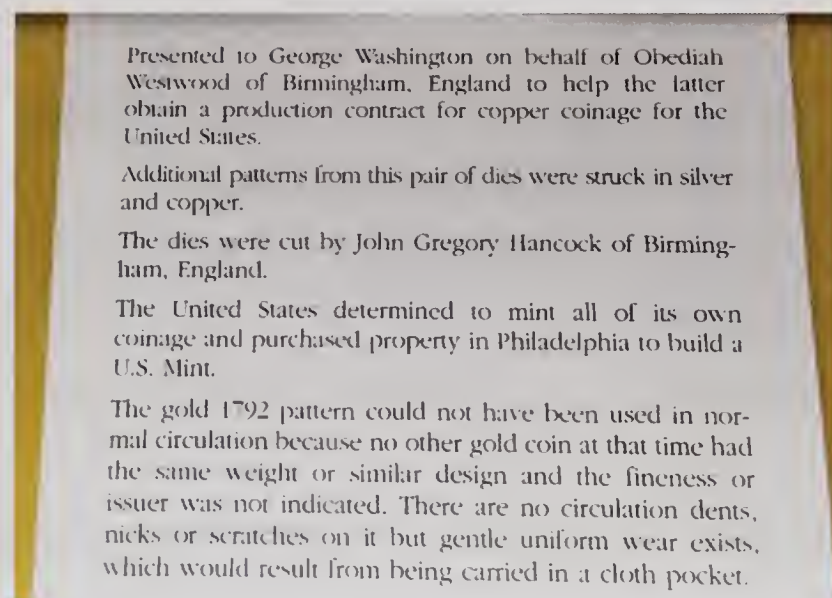 Presented to George Washington on behalf of Obediah
Westwood of Birmingham, England to help the latter
obtain a production contract for copper coinage for the
United States.
Additional patterns from this pair of dies were struck in silver
and copper.
The dies were cut by John Gregory Hancock of Birming-
ham, England.
The United States determined to mint all of its own
coinage and purchased property in Philadelphia to build a
U.S. Mint.
The gold 1792 pattern could not have been used in nor-
mal circulation because no other gold coin at that time had
the same weight or similar design and the fineness or
issuer was not indicated. There are no circulation dents,
nicks or scratches on it but gentle uniform wear exists,
which would result from being carried in a cloth pocket.